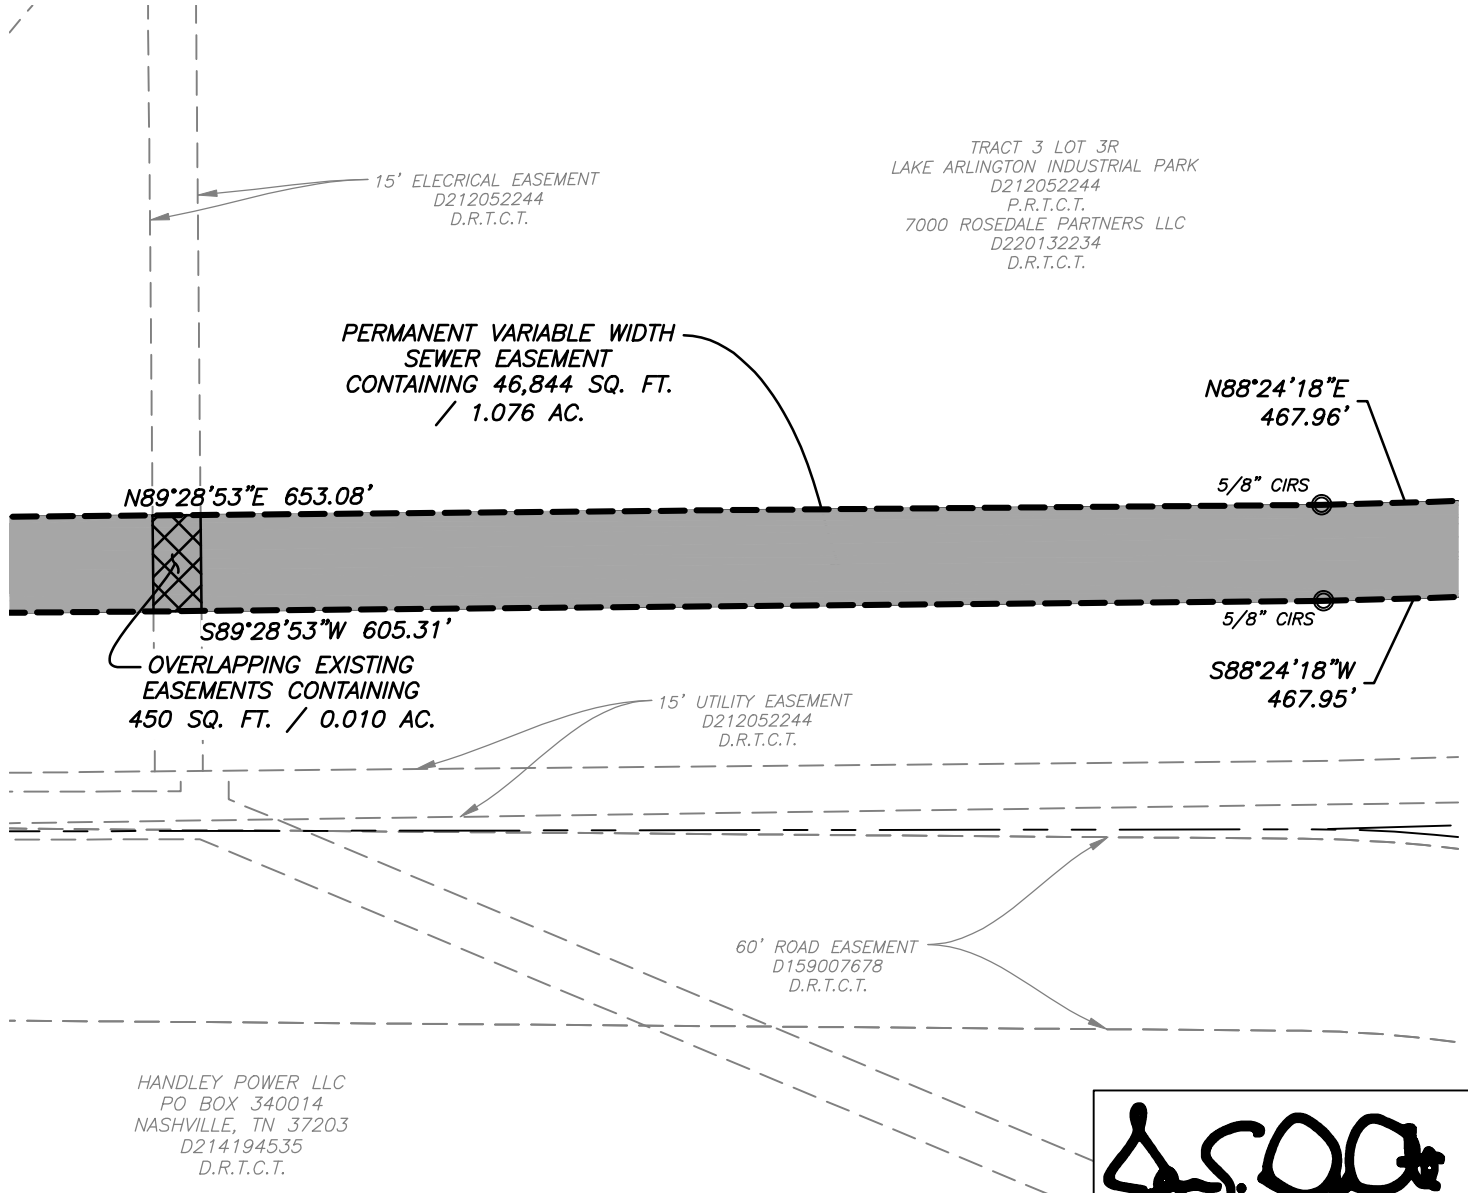 TRACT 3 LOT 3R
LAKE ARLINGTON INDUSTRIAL PARK
D212052244
P.R.T.C.T.
7000 ROSEDALE PARTNERS LLC
D220132234
D.R.T.C.T.
15' ELECRICAL EASEMENT
D212052244
D.R.T.C.T.
PERMANENT VARIABLE WIDTH
SEWER EASEMENT
CONTAINING 46,844 SQ. FT.
/ 1.076 AC.
N88°24'18"E
467.96'
5/8" CIRS
N89°28'53"E 653.08'
S89°28'53"W 605.31'
5/8" CIRS
OVERLAPPING EXISTING
EASEMENTS CONTAINING
450 SQ. FT. / 0.010 AC.
S88°24'18"W
467.95'
15' UTILITY EASEMENT
D212052244
D.R.T.C.T.
60' ROAD EASEMENT
D159007678
D.R.T.C.T.
HANDLEY POWER LLC
PO BOX 340014
NASHVILLE, TN 37203
D214194535
D.R.T.C.T.